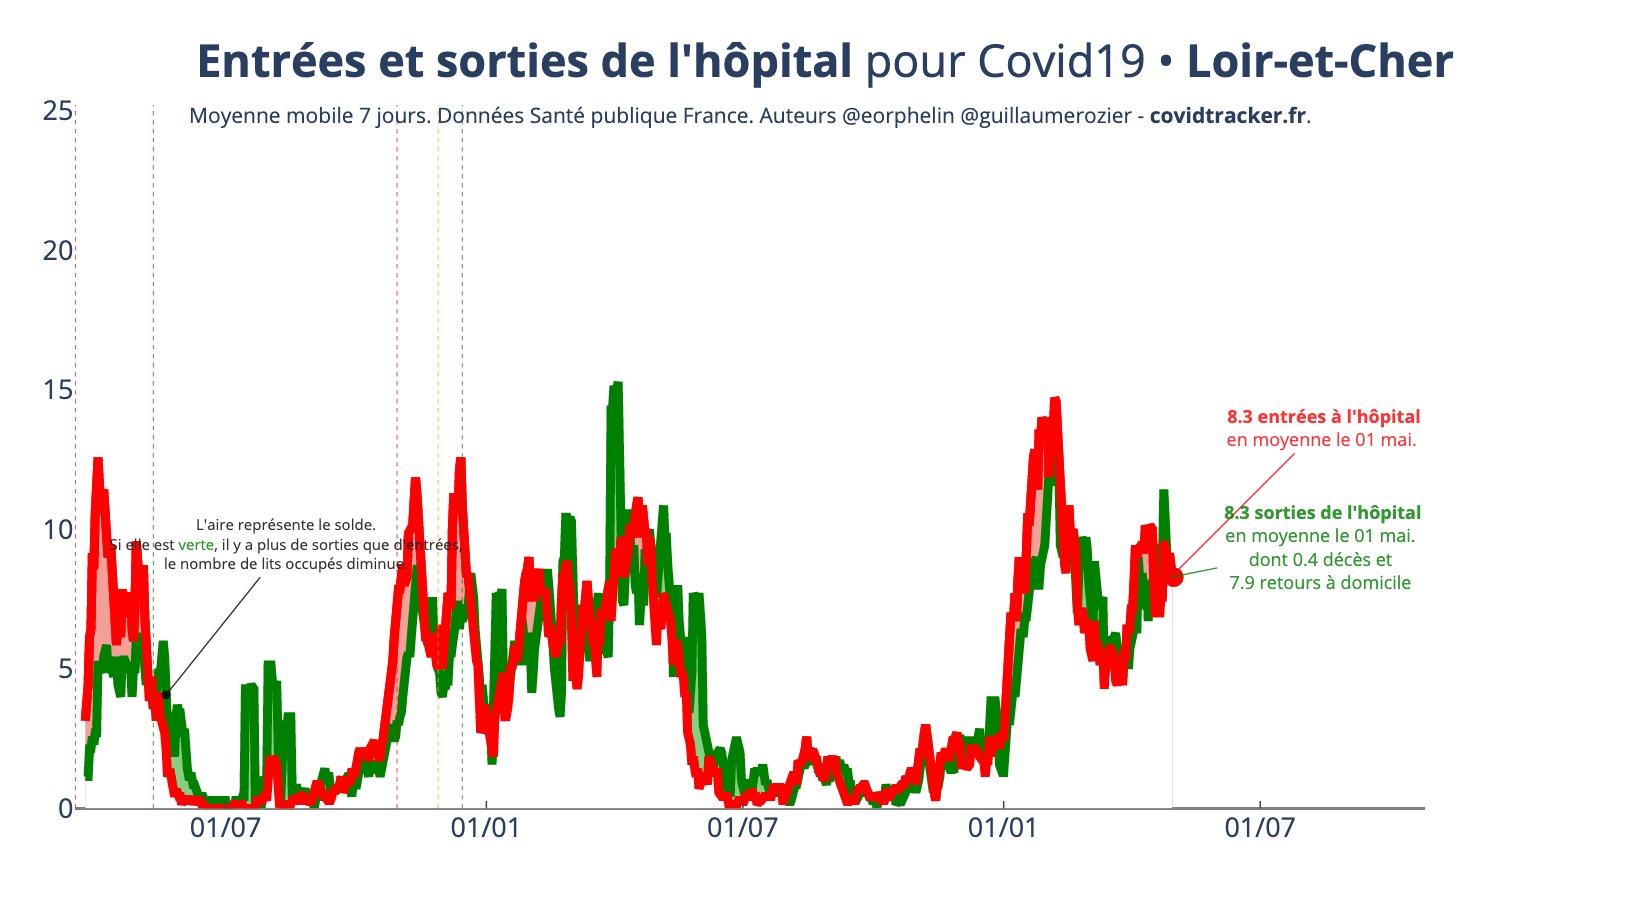 Entrées et sorties de l'hôpital pour Covid19 • Loir-et-Cher
Moyenne mobile 7 jours. Données Santé publique France. Auteurs @eorphelin @guillaumerozier - covidtracker.fr.
25
20
15
10
5
0
L'aire représente le solde.
Si elle est verte, il y a plus de sorties que d'entrées,
le nombre de lits occupés diminue.
8.3 entrées à l'hôpital
en moyenne le 01 mai.
8.3 sorties de l'hôpital
en moyenne le 01 mai.
dont 0.4 décès et
7.9 retours à domicile
01/07
01/01
01/07
01/01
01/07